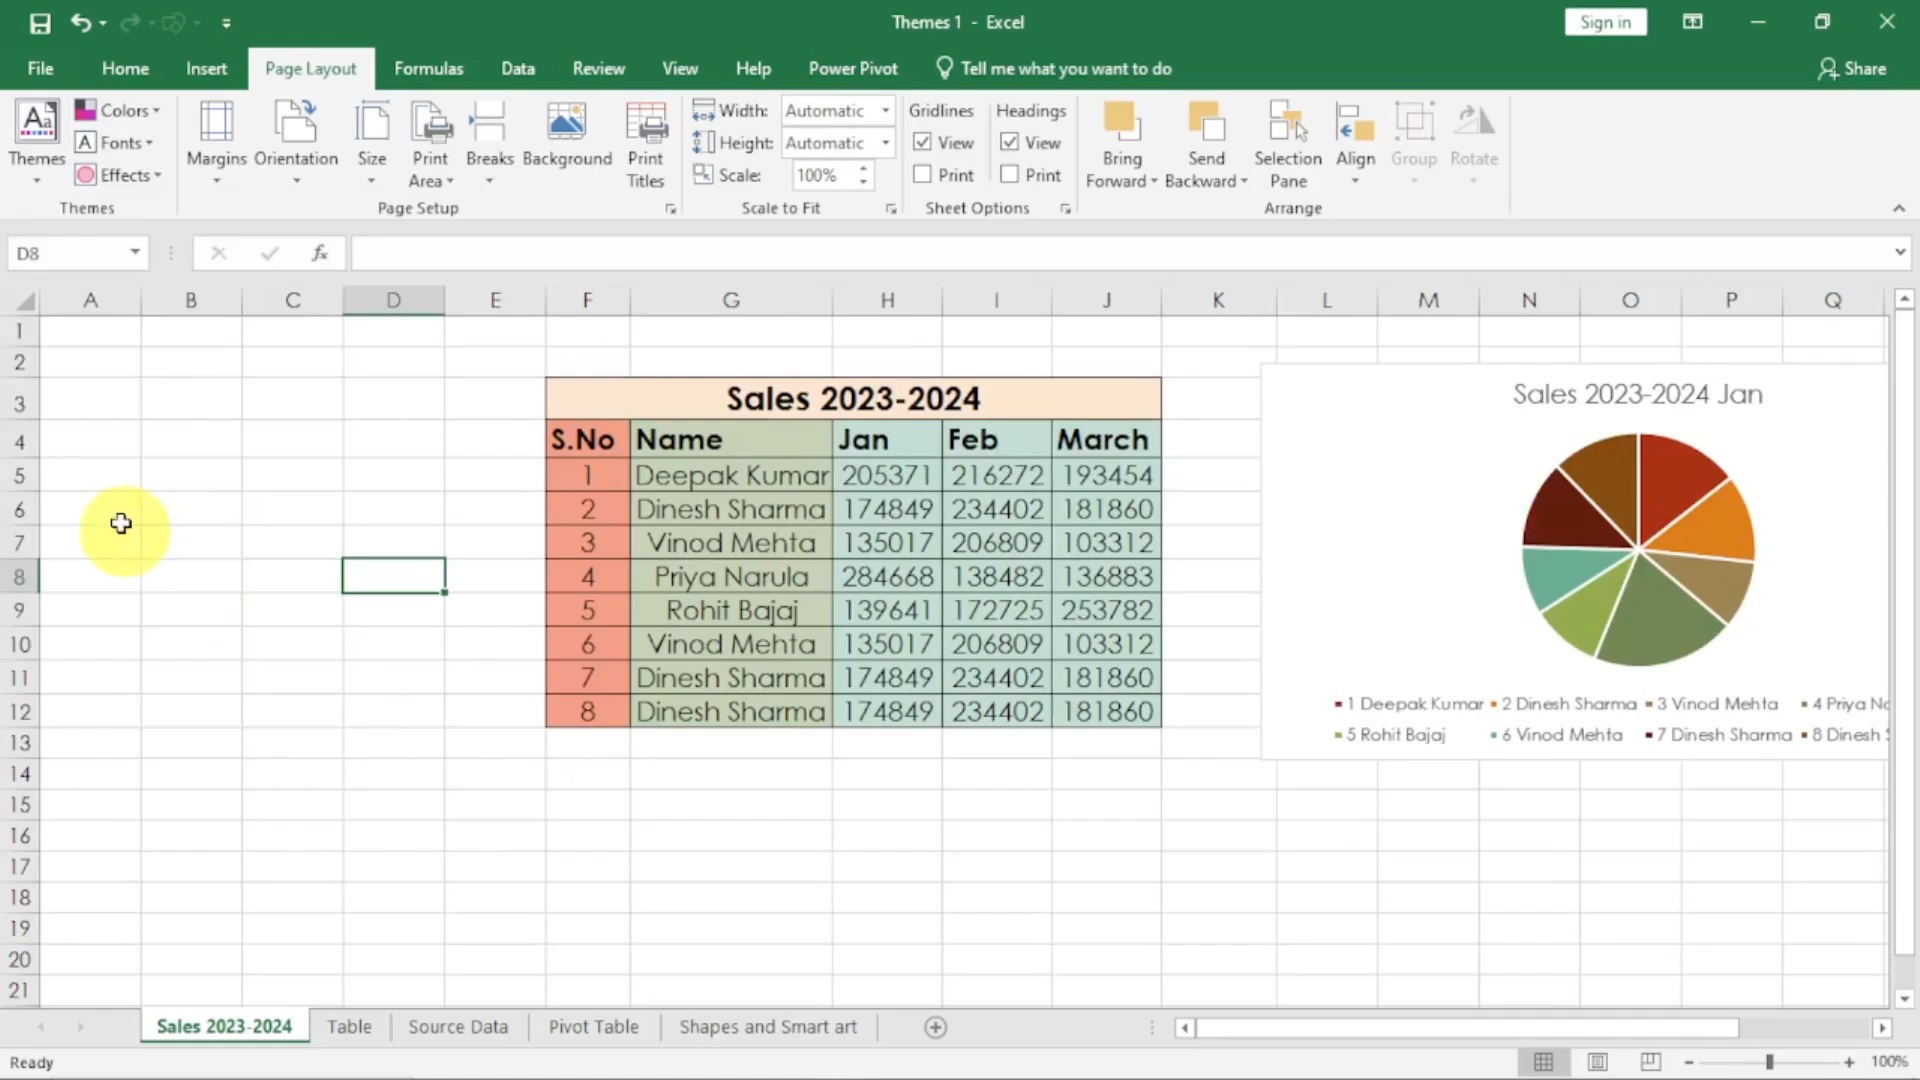 Themes 1 - Excel
Sign in
File Home Insert Page Layout Formulas Data Review View Help Power Pivot Tell me what you want to do Share
Aa Themes
Colors
A Fonts
Effects
Themes
Margins
Orientation
Size
Print Area
Breaks
Background
Print Titles
Page Setup
Width: Automatic
Height: Automatic
Scale: 100%
Scale to Fit
Gridlines
View
Print
Headings
View
Print
Sheet Options
Bring Forward
Send Backward
Selection Pane
Align
Group
Rotate
Arrange
D8 fx
A B C D E F G H I J K L M N O P Q
1
2
3 Sales 2023-2024
4 S.No Name Jan Feb March
5 1 Deepak Kumar 205371 216272 193454
6 2 Dinesh Sharma 174849 234402 181860
7 3 Vinod Mehta 135017 206809 103312
8 4 Priya Narula 284668 138482 136883
9 5 Rohit Bajaj 139641 172725 253782
10 6 Vinod Mehta 135017 206809 103312
11 7 Dinesh Sharma 174849 234402 181860
12 8 Dinesh Sharma 174849 234402 181860
13
14
15
16
17
18
19
20
21
Sales 2023-2024 Jan
1 Deepak Kumar 2 Dinesh Sharma 3 Vinod Mehta 4 Priya
5 Rohit Bajaj 6 Vinod Mehta 7 Dinesh Sharma 8 Dinesh
Sales 2023-2024 Table Source Data Pivot Table Shapes and Smart art
Ready 100%